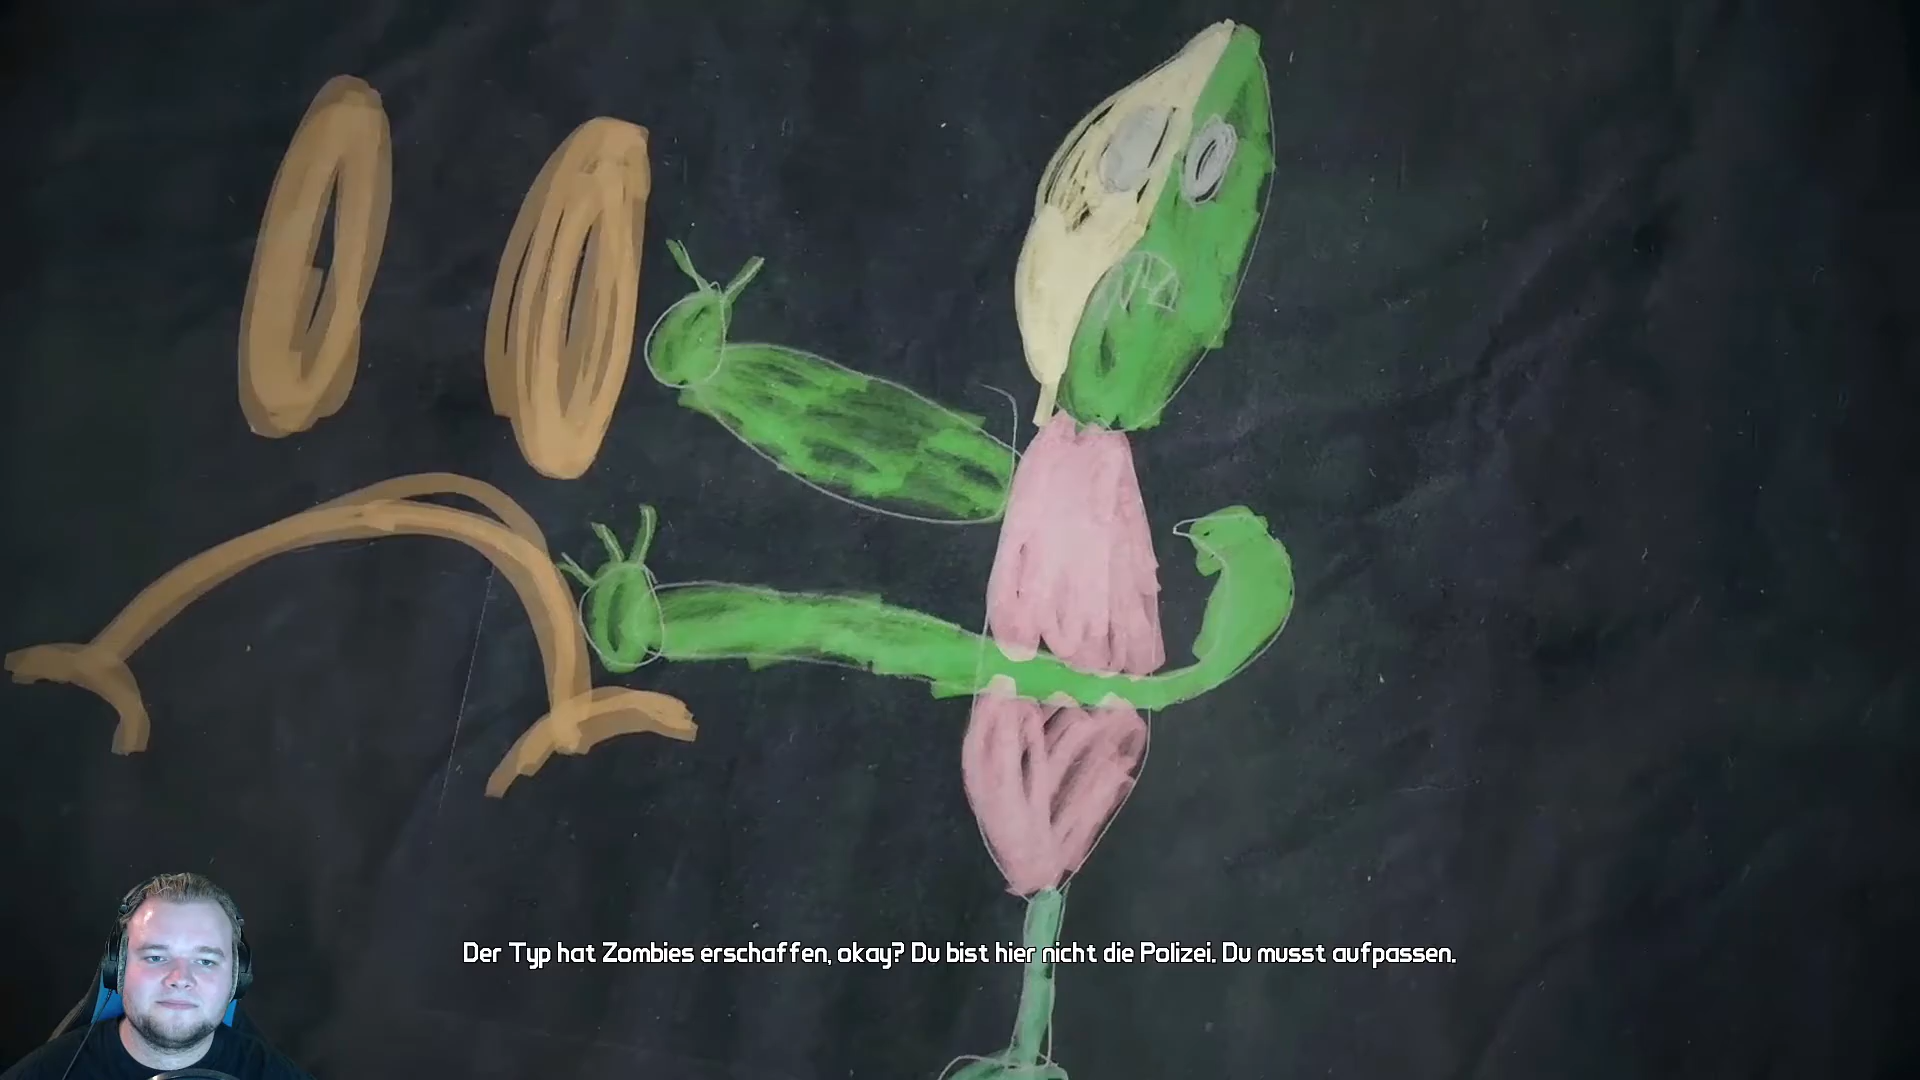 Der Typ hat Zombies erschaffen, okay? Du bist hier nicht die Polizei. Du musst aufpassen.